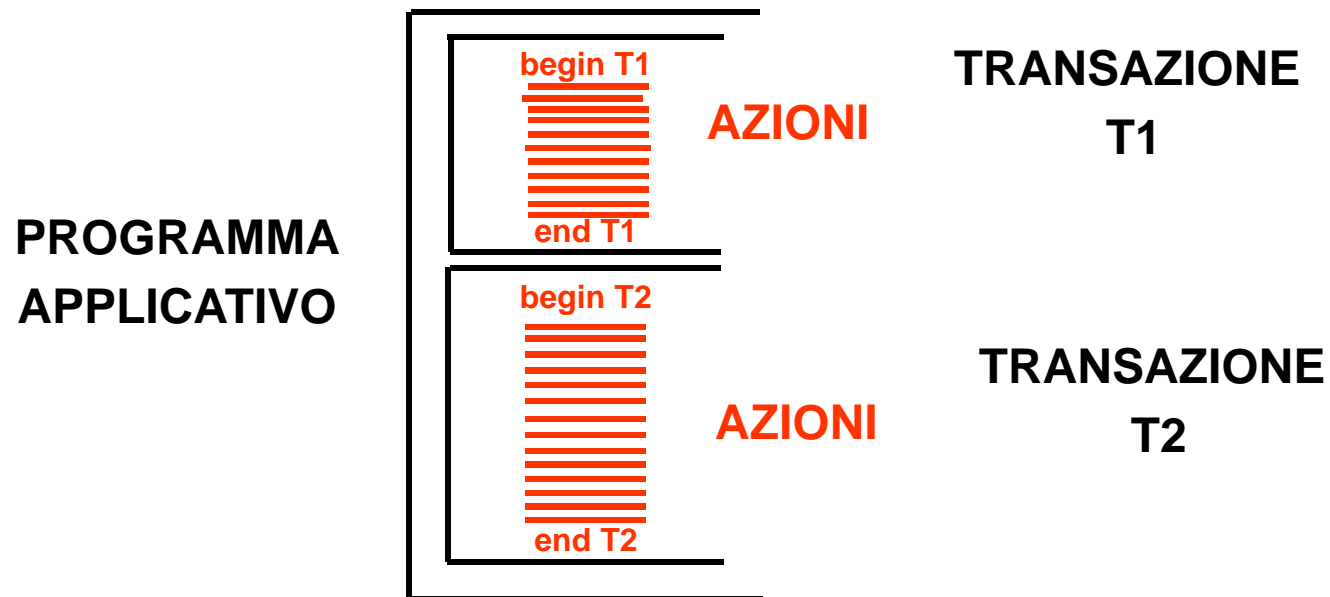 PROGRAMMA
APPLICATIVO
begin T1
AZIONI
end T1
TRANSAZIONE
T1
begin T2
AZIONI
end T2
TRANSAZIONE
T2